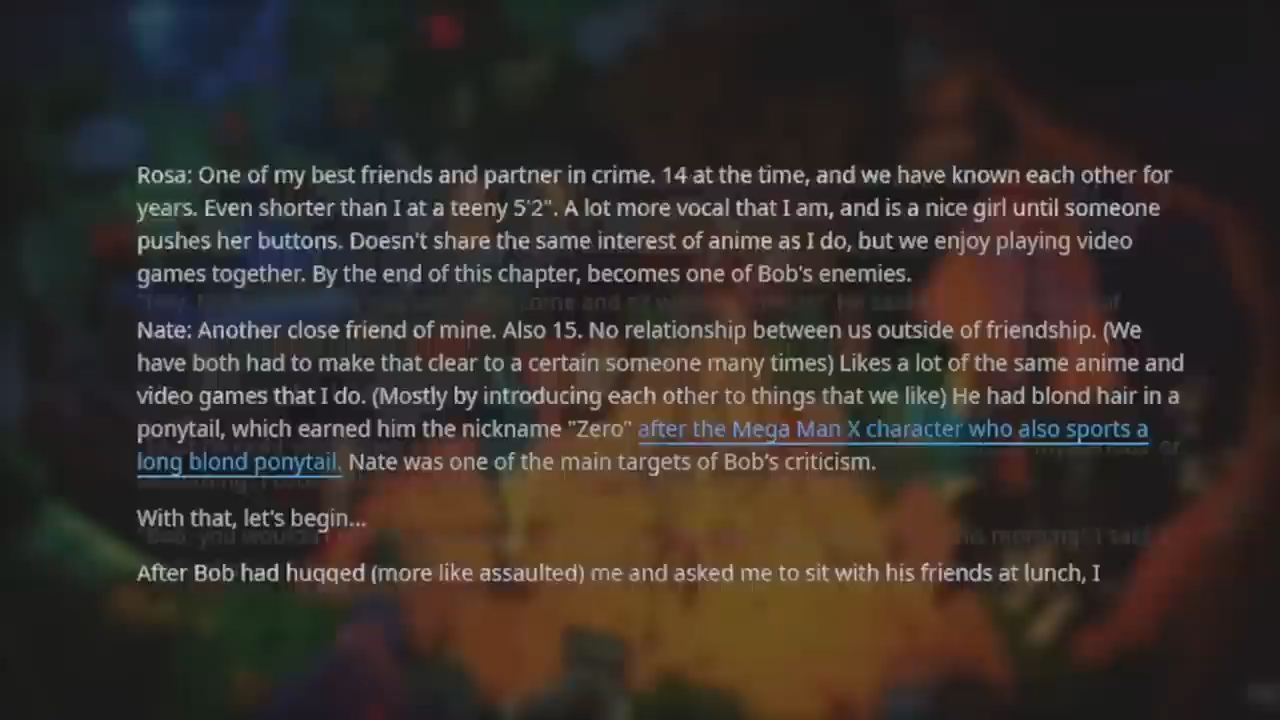 Rosa: One of my best friends and partner in crime. 14 at the time, and we have known each other for
years. Even shorter than I at a teeny 5'2". A lot more vocal that I am, and is a nice girl until someone
pushes her buttons. Doesn't share the same interest of anime as I do, but we enjoy playing video
games together. By the end of this chapter, becomes one of Bob's enemies.
come and
Nate: Another close friend of mine. Also 15. No relationship between us outside of friendship. (We
have both had to make that clear to a certain someone many times) Likes a lot of the same anime and
video games that I do. (Mostly by introducing each other to things that we like) He had blond hair in a
ponytail, which earned him the nickname "Zero" after the Mega Man X character who also sports a
long blond ponytail. Nate was one of the main targets of Bob's criticism.
With that, let's begin...
"Bob, you
After Bob had hugged (more like assaulted) me and asked me to sit with his friends at lunch, I